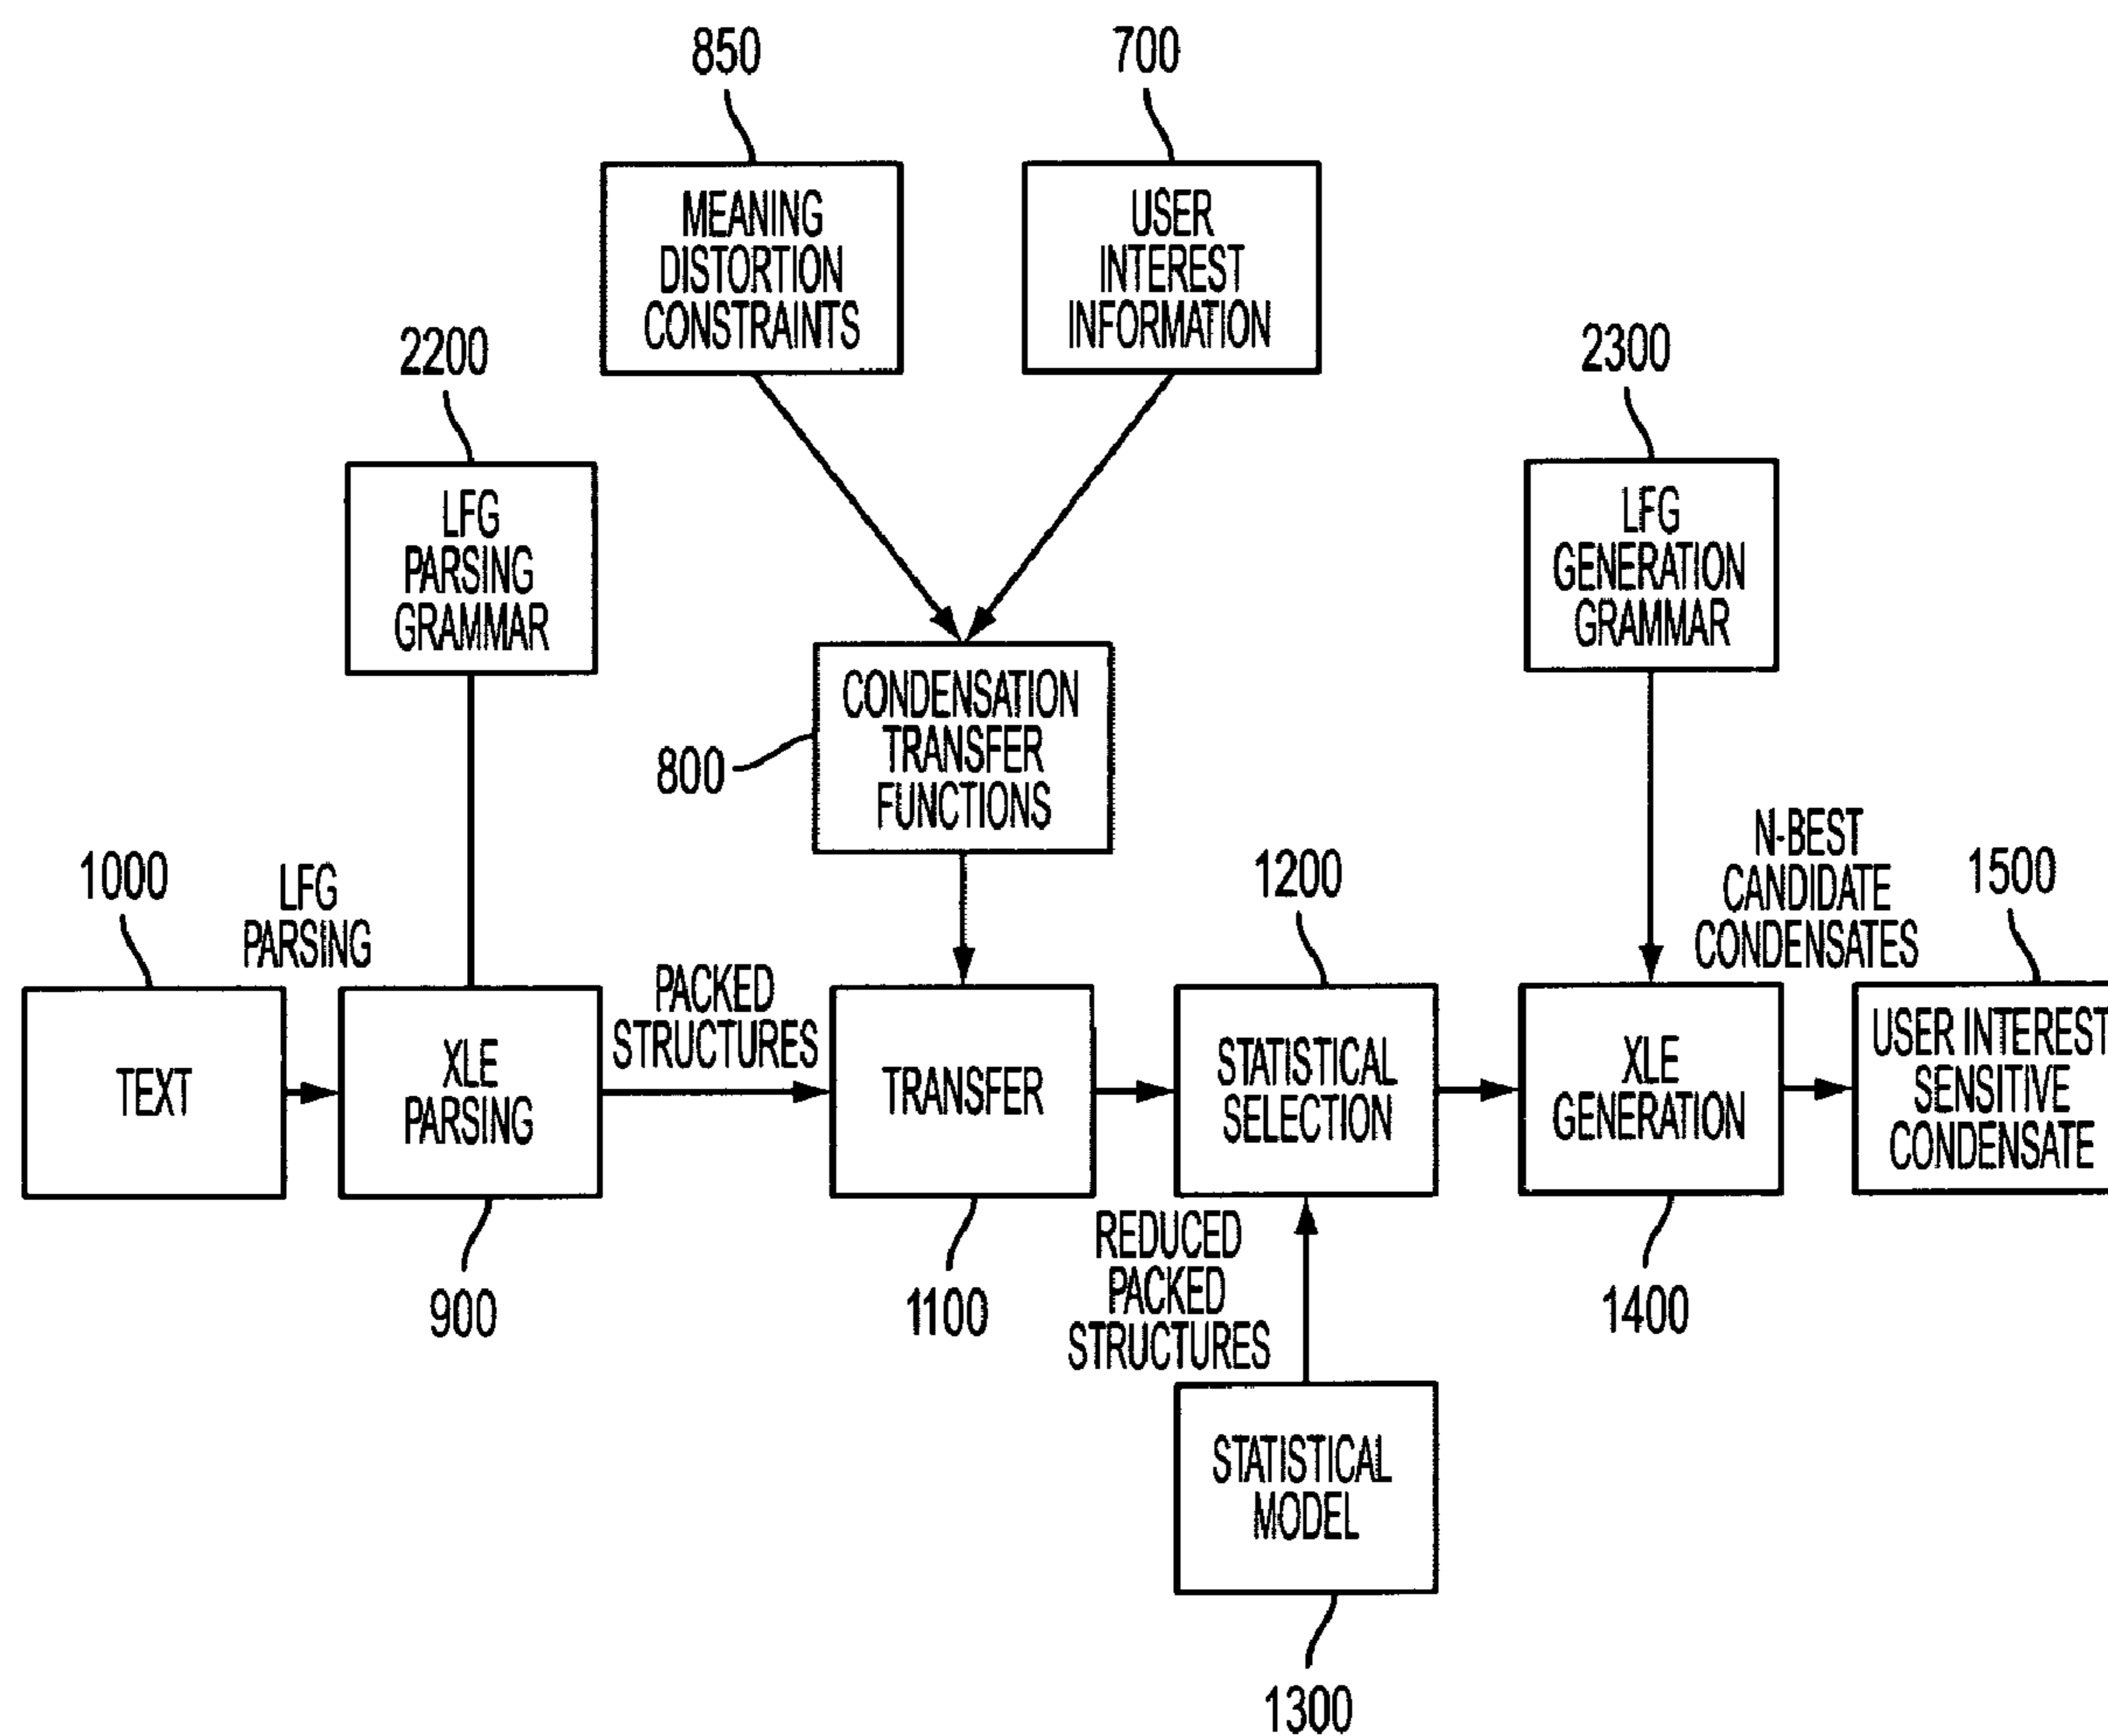 850
700
MEANING
DISTORTION
CONSTRAINTS
USER
INTEREST
INFORMATION
2200
2300
LFG
PARSING
GRAMMAR
LFG
GENERATION
GRAMMAR
CONDENSATION
TRANSFER
FUNCTIONS
800
1000
LFG
PARSING
1200
N-BEST
CANDIDATE
CONDENSATES
1500
TEXT
XLE
PARSING
PACKED
STRUCTURES
TRANSFER
STATISTICAL
SELECTION
XLE
GENERATION
USER INTEREST
SENSITIVE
CONDENSATE
900
1100
REDUCED
PACKED
STRUCTURES
1400
STATISTICAL
MODEL
1300